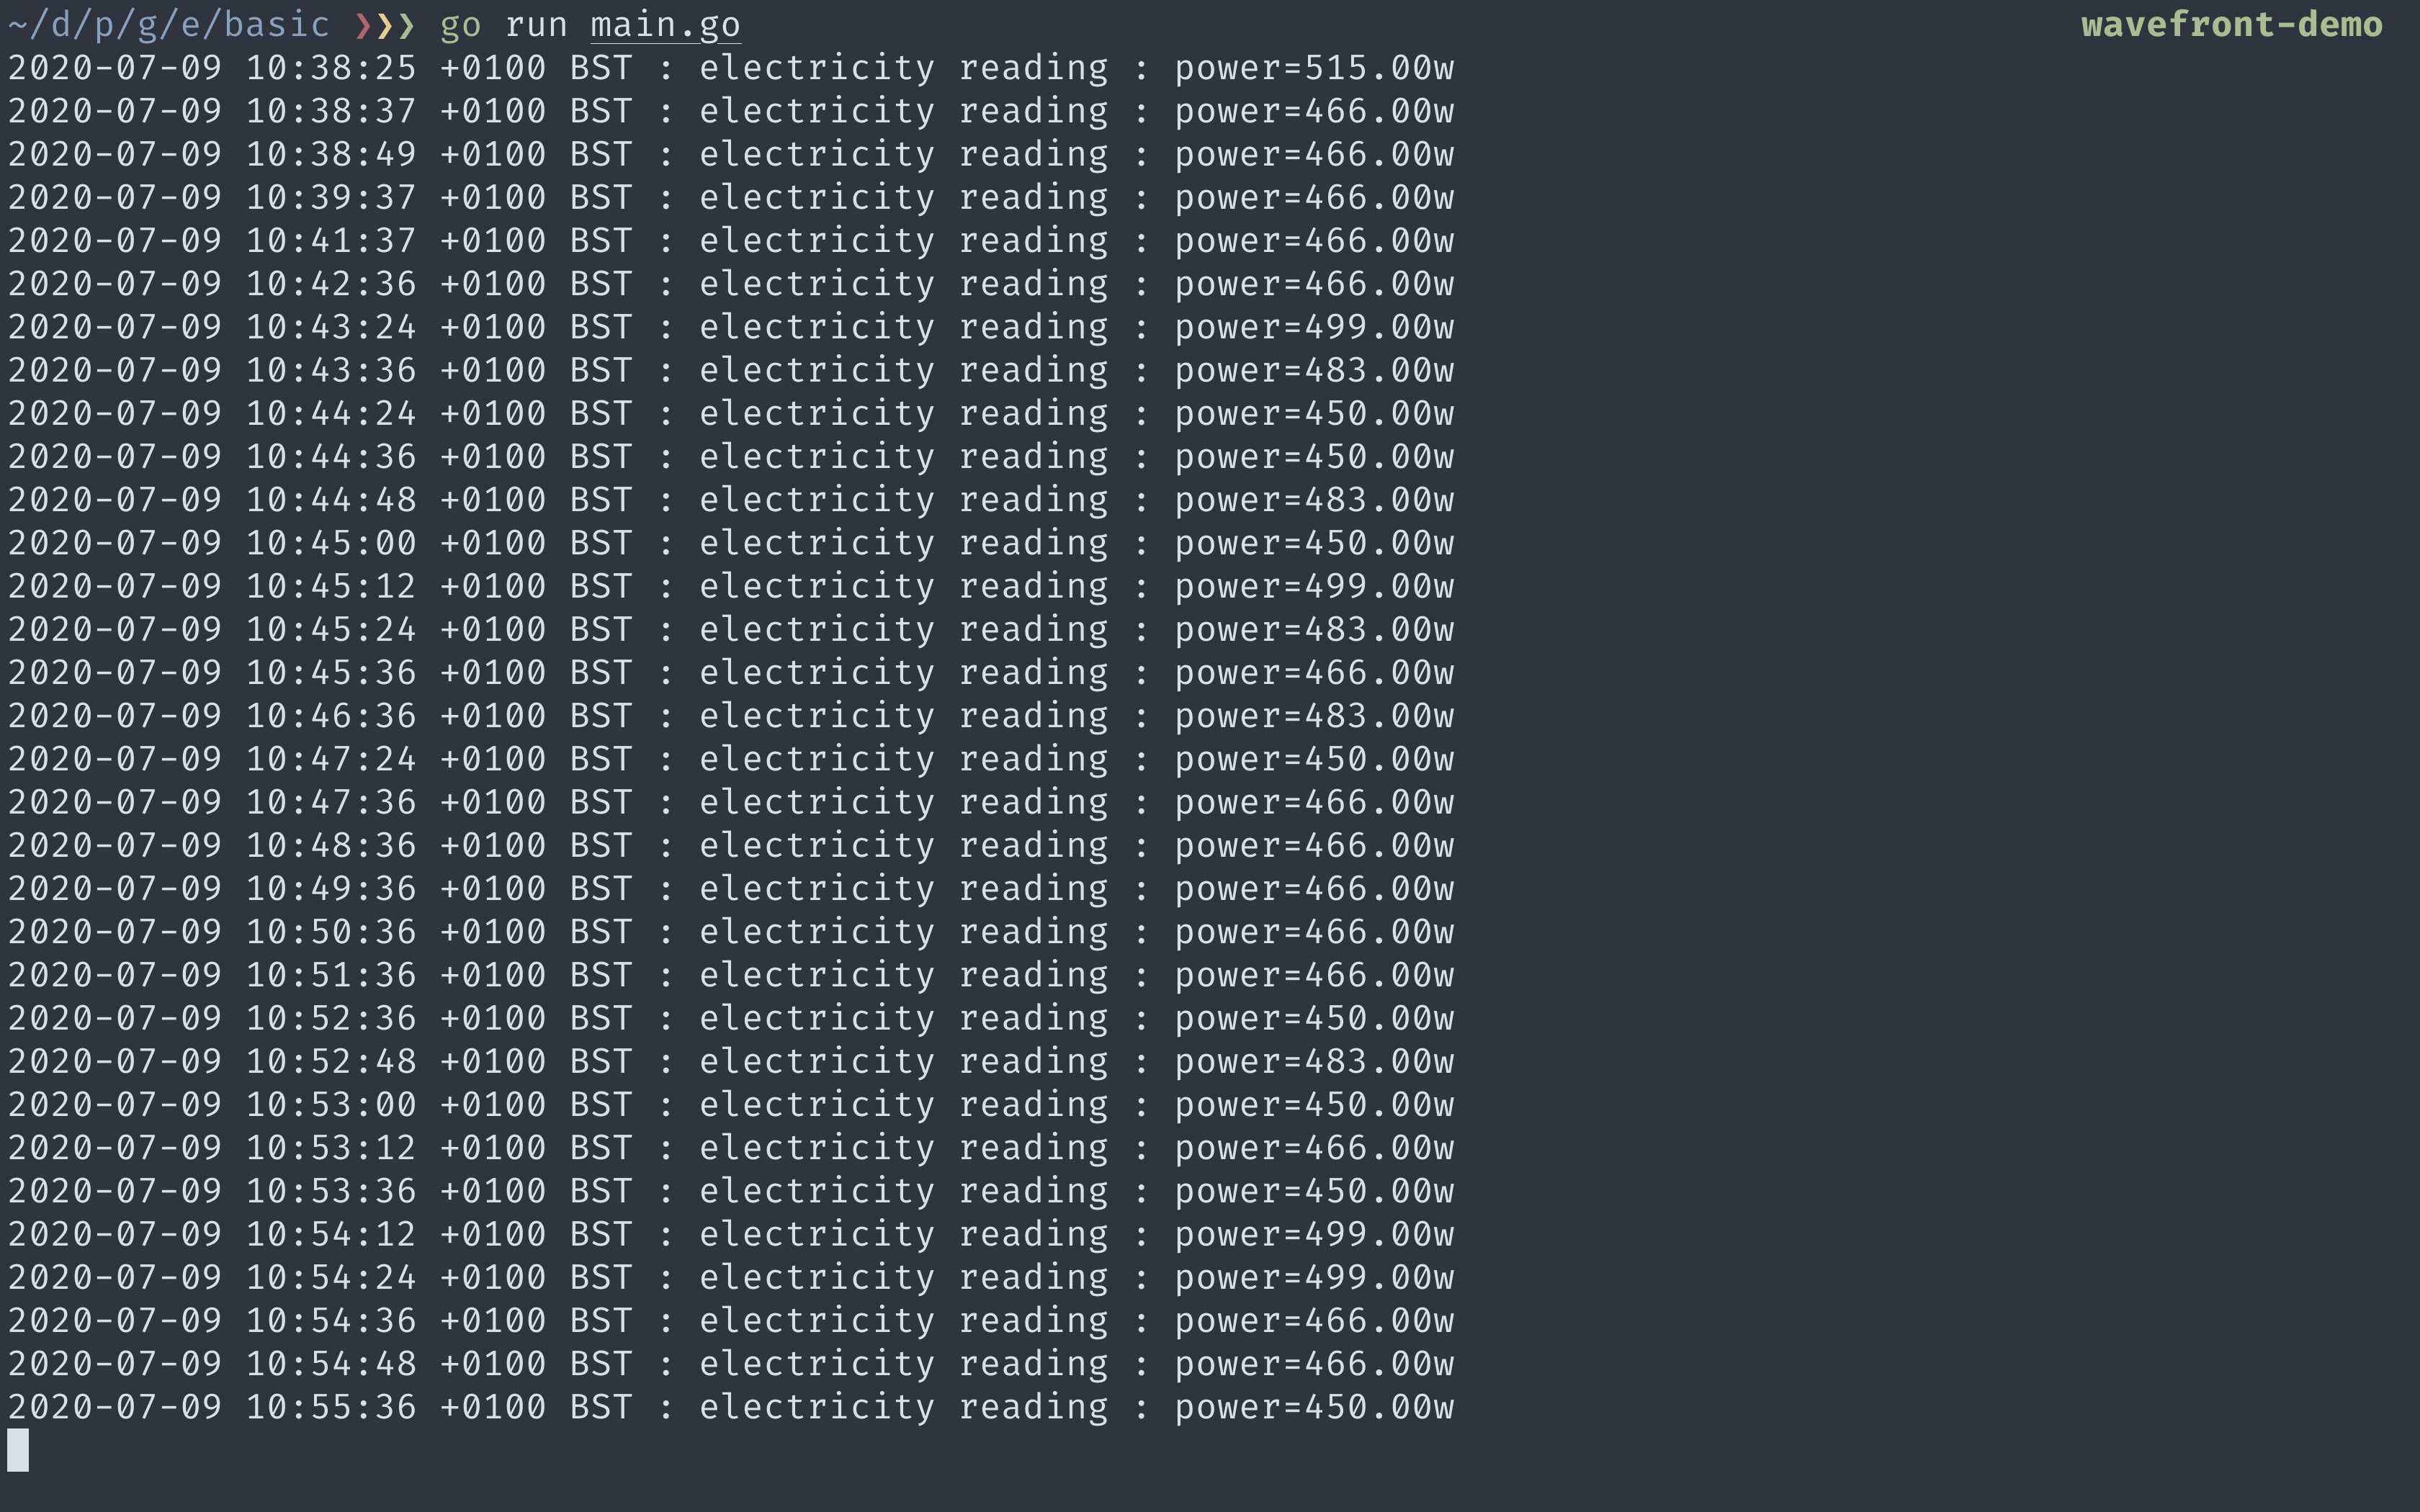 ~/d/p/g/e/basic ❯❯❯ go run main.go wavefront-demo
2020-07-09 10:38:25 +0100 BST : electricity reading : power=515.00w
2020-07-09 10:38:37 +0100 BST : electricity reading : power=466.00w
2020-07-09 10:38:49 +0100 BST : electricity reading : power=466.00w
2020-07-09 10:39:37 +0100 BST : electricity reading : power=466.00w
2020-07-09 10:41:37 +0100 BST : electricity reading : power=466.00w
2020-07-09 10:42:36 +0100 BST : electricity reading : power=466.00w
2020-07-09 10:43:24 +0100 BST : electricity reading : power=499.00w
2020-07-09 10:43:36 +0100 BST : electricity reading : power=483.00w
2020-07-09 10:44:24 +0100 BST : electricity reading : power=450.00w
2020-07-09 10:44:36 +0100 BST : electricity reading : power=450.00w
2020-07-09 10:44:48 +0100 BST : electricity reading : power=483.00w
2020-07-09 10:45:00 +0100 BST : electricity reading : power=450.00w
2020-07-09 10:45:12 +0100 BST : electricity reading : power=499.00w
2020-07-09 10:45:24 +0100 BST : electricity reading : power=483.00w
2020-07-09 10:45:36 +0100 BST : electricity reading : power=466.00w
2020-07-09 10:46:36 +0100 BST : electricity reading : power=483.00w
2020-07-09 10:47:24 +0100 BST : electricity reading : power=450.00w
2020-07-09 10:47:36 +0100 BST : electricity reading : power=466.00w
2020-07-09 10:48:36 +0100 BST : electricity reading : power=466.00w
2020-07-09 10:49:36 +0100 BST : electricity reading : power=466.00w
2020-07-09 10:50:36 +0100 BST : electricity reading : power=466.00w
2020-07-09 10:51:36 +0100 BST : electricity reading : power=466.00w
2020-07-09 10:52:36 +0100 BST : electricity reading : power=450.00w
2020-07-09 10:52:48 +0100 BST : electricity reading : power=483.00w
2020-07-09 10:53:00 +0100 BST : electricity reading : power=450.00w
2020-07-09 10:53:12 +0100 BST : electricity reading : power=466.00w
2020-07-09 10:53:36 +0100 BST : electricity reading : power=450.00w
2020-07-09 10:54:12 +0100 BST : electricity reading : power=499.00w
2020-07-09 10:54:24 +0100 BST : electricity reading : power=499.00w
2020-07-09 10:54:36 +0100 BST : electricity reading : power=466.00w
2020-07-09 10:54:48 +0100 BST : electricity reading : power=466.00w
2020-07-09 10:55:36 +0100 BST : electricity reading : power=450.00w